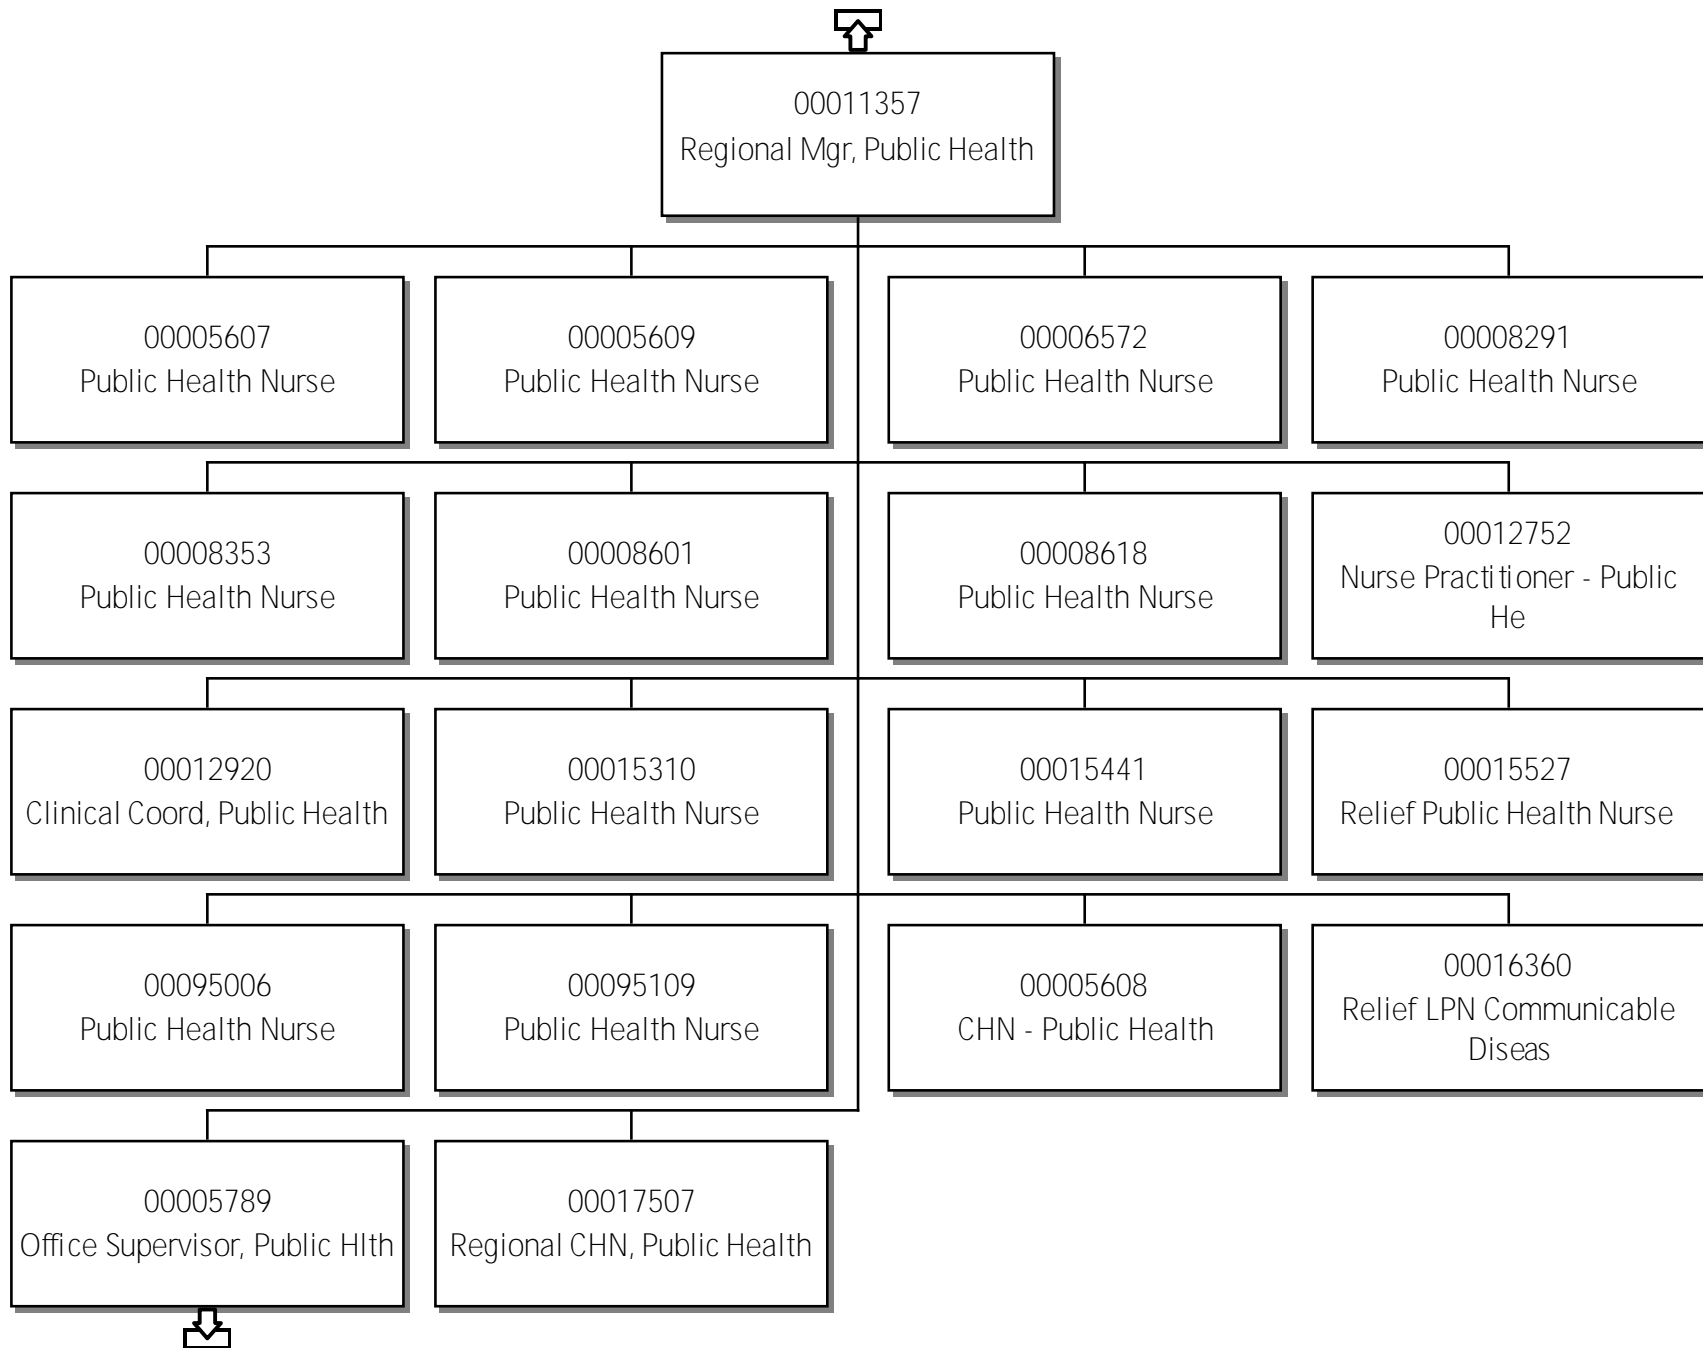 00011357
Regional Mgr, Public Health
00005607
Public Health Nurse
00005609
Public Health Nurse
00006572
Public Health Nurse
00008291
Public Health Nurse
00008353
Public Health Nurse
00008601
Public Health Nurse
00008618
Public Health Nurse
00012752
Nurse Practitioner - Public
He
00012920
Clinical Coord, Public Health
00015310
Public Health Nurse
00015441
Public Health Nurse
00015527
Relief Public Health Nurse
00095006
Public Health Nurse
00095109
Public Health Nurse
00005608
CHN - Public Health
00016360
Relief LPN Communicable
Diseas
00005789
Office Supervisor, Public Hlth
00017507
Regional CHN, Public Health